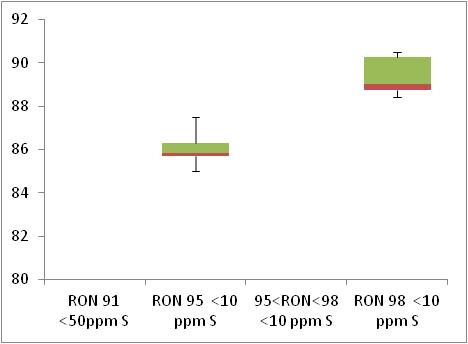 92
90
88
86
84
82
80
RON 91
<50ppm S
RON 95 <10
ppm S
95<RON<98
<10 ppm S
RON 98 <10
ppm S